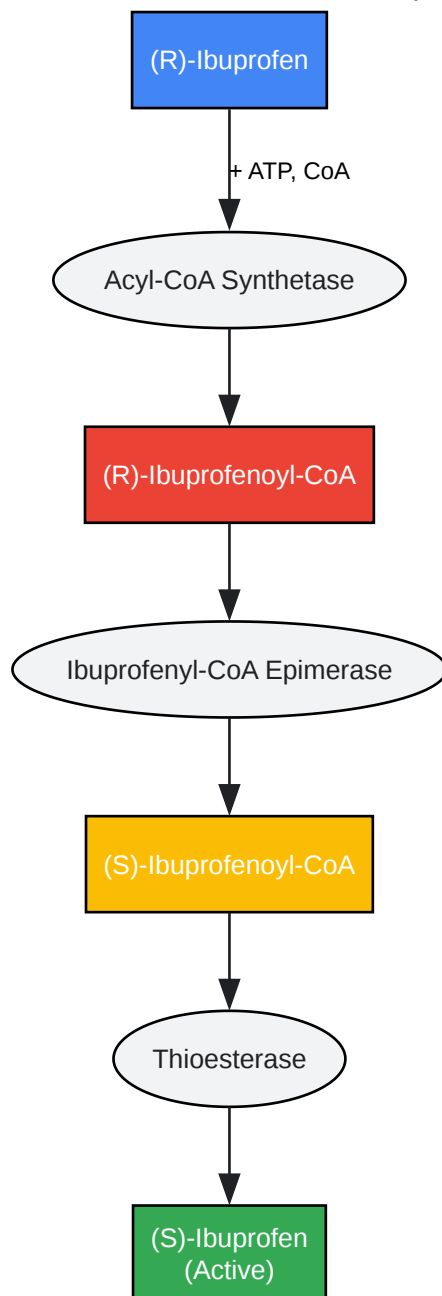 (R)-Ibuprofen
+ ATP, CoA
Acyl-CoA Synthetase
(R)-Ibuprofenoyl-CoA
Ibuprofenyl-CoA Epimerase
(S)-Ibuprofenoyl-CoA
Thioesterase
(S)-Ibuprofen
(Active)